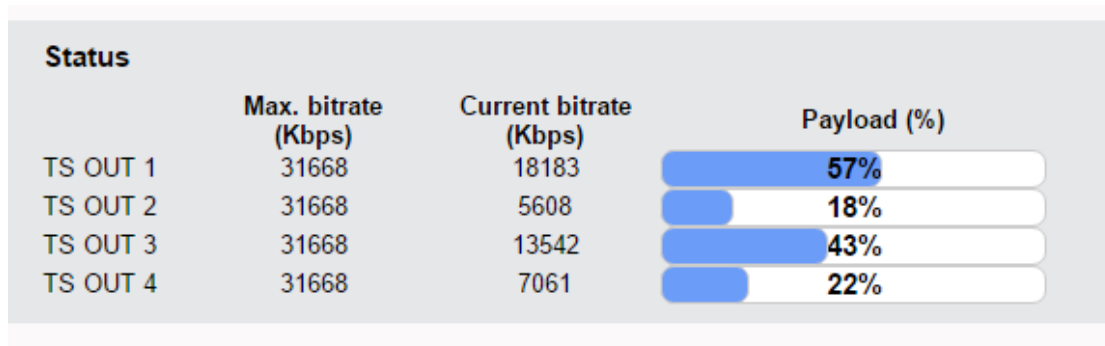 Status
Max. bitrate (Kbps) Current bitrate (Kbps) Payload (%)
TS OUT 1 31668 18183 57%
TS OUT 2 31668 5608 18%
TS OUT 3 31668 13542 43%
TS OUT 4 31668 7061 22%